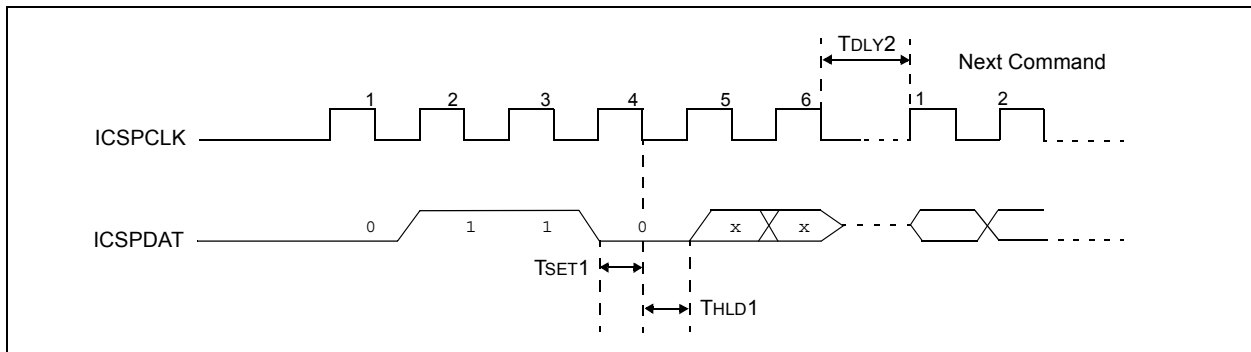 TDLY2
Next Command
1 2 3 4 5 6 1 2
ICSPCLK
ICSPDAT
0 1 1 0 x x
TSET1
THLD1